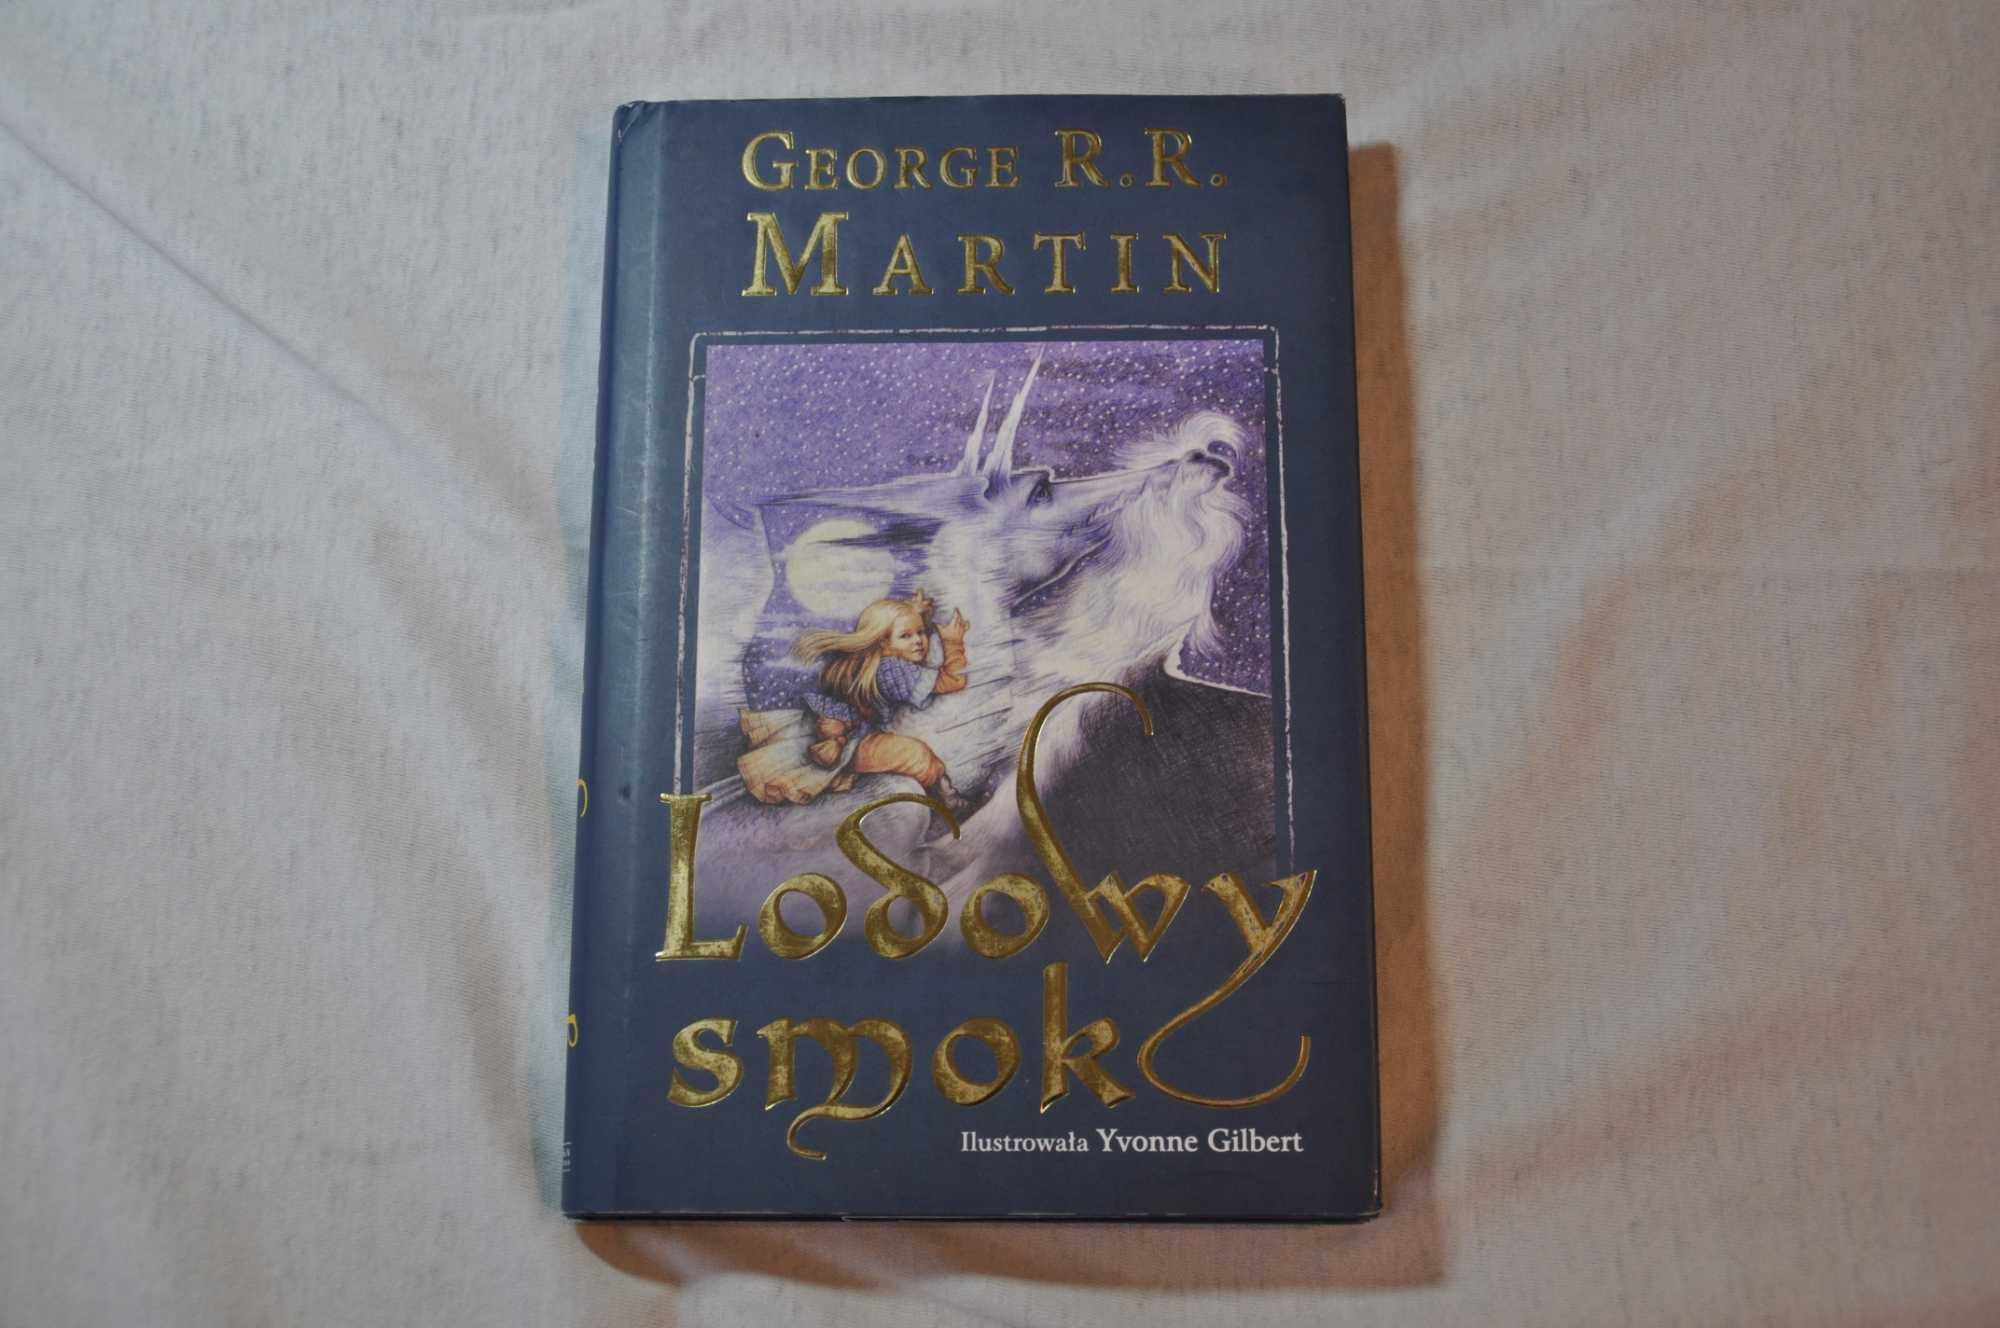 GEORGE R.R.
MARTIN
Lodowy
smok
Ilustrowała Yvonne Gilbert